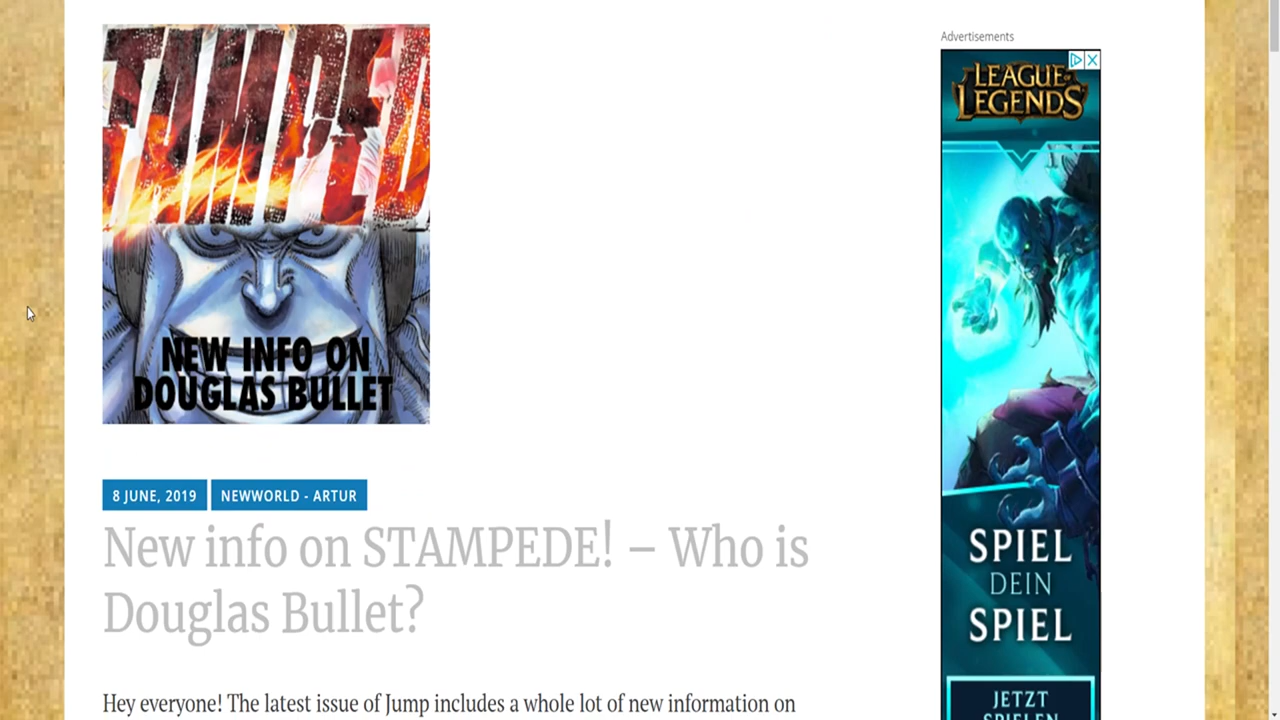 TAMPED
NEW INFO ON
DOUGLAS BULLET
8 JUNE, 2019 NEWWORLD - ARTUR
New info on STAMPEDE! – Who is
Douglas Bullet?
Hey everyone! The latest issue of Jump includes a whole lot of new information on
Advertisements
LEAGUE OF
LEGENDS
SPIEL
DEIN
SPIEL
JETZT
SPIELEN